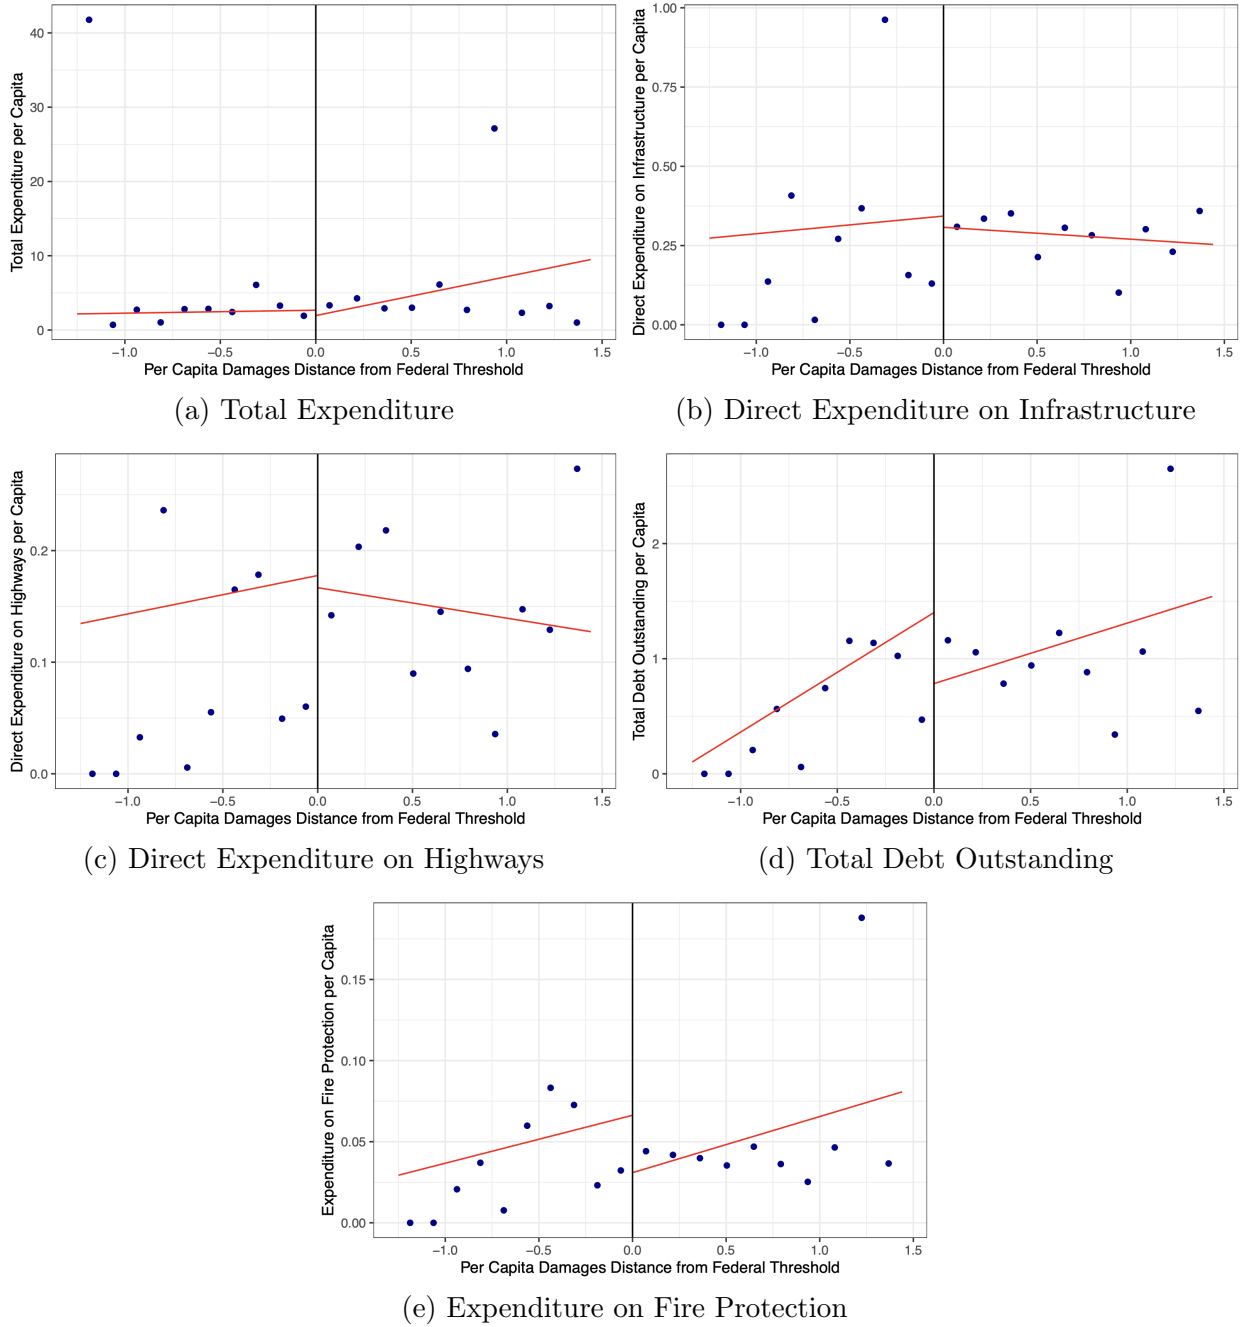 Total Expenditure per Capita
40
30
20
10
0
−1.0 −0.5 0.0 0.5 1.0 1.5
Per Capita Damages Distance from Federal Threshold
(a) Total Expenditure
Direct Expenditure on Infrastructure per Capita
1.00
0.75
0.50
0.25
0.00
−1.0 −0.5 0.0 0.5 1.0 1.5
Per Capita Damages Distance from Federal Threshold
(b) Direct Expenditure on Infrastructure
Direct Expenditure on Highways per Capita
0.2
0.1
0.0
−1.0 −0.5 0.0 0.5 1.0 1.5
Per Capita Damages Distance from Federal Threshold
(c) Direct Expenditure on Highways
Total Debt Outstanding per Capita
2
1
0
−1.0 −0.5 0.0 0.5 1.0 1.5
Per Capita Damages Distance from Federal Threshold
(d) Total Debt Outstanding
Expenditure on Fire Protection per Capita
0.15
0.10
0.05
0.00
−1.0 −0.5 0.0 0.5 1.0 1.5
Per Capita Damages Distance from Federal Threshold
(e) Expenditure on Fire Protection